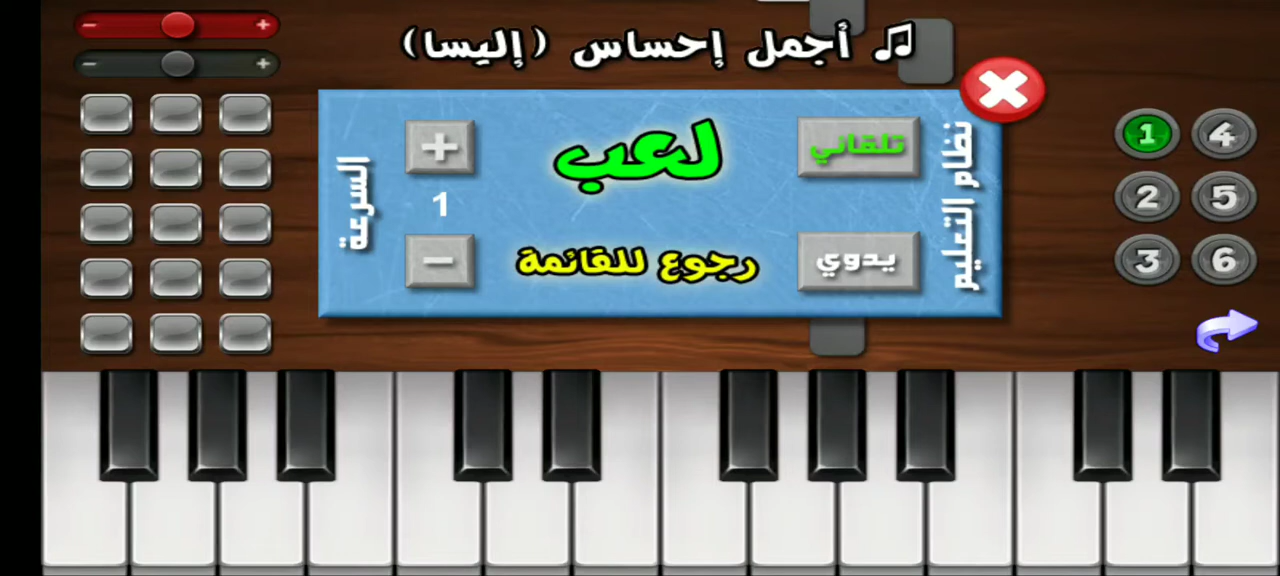 ♫ أجمل إحساس (إليسا)
نظام التعليم
تلقائي
يدوي
لعب
رجوع للقائمة
السرعة
+
1
−
− +
− +
1 4
2 5
3 6